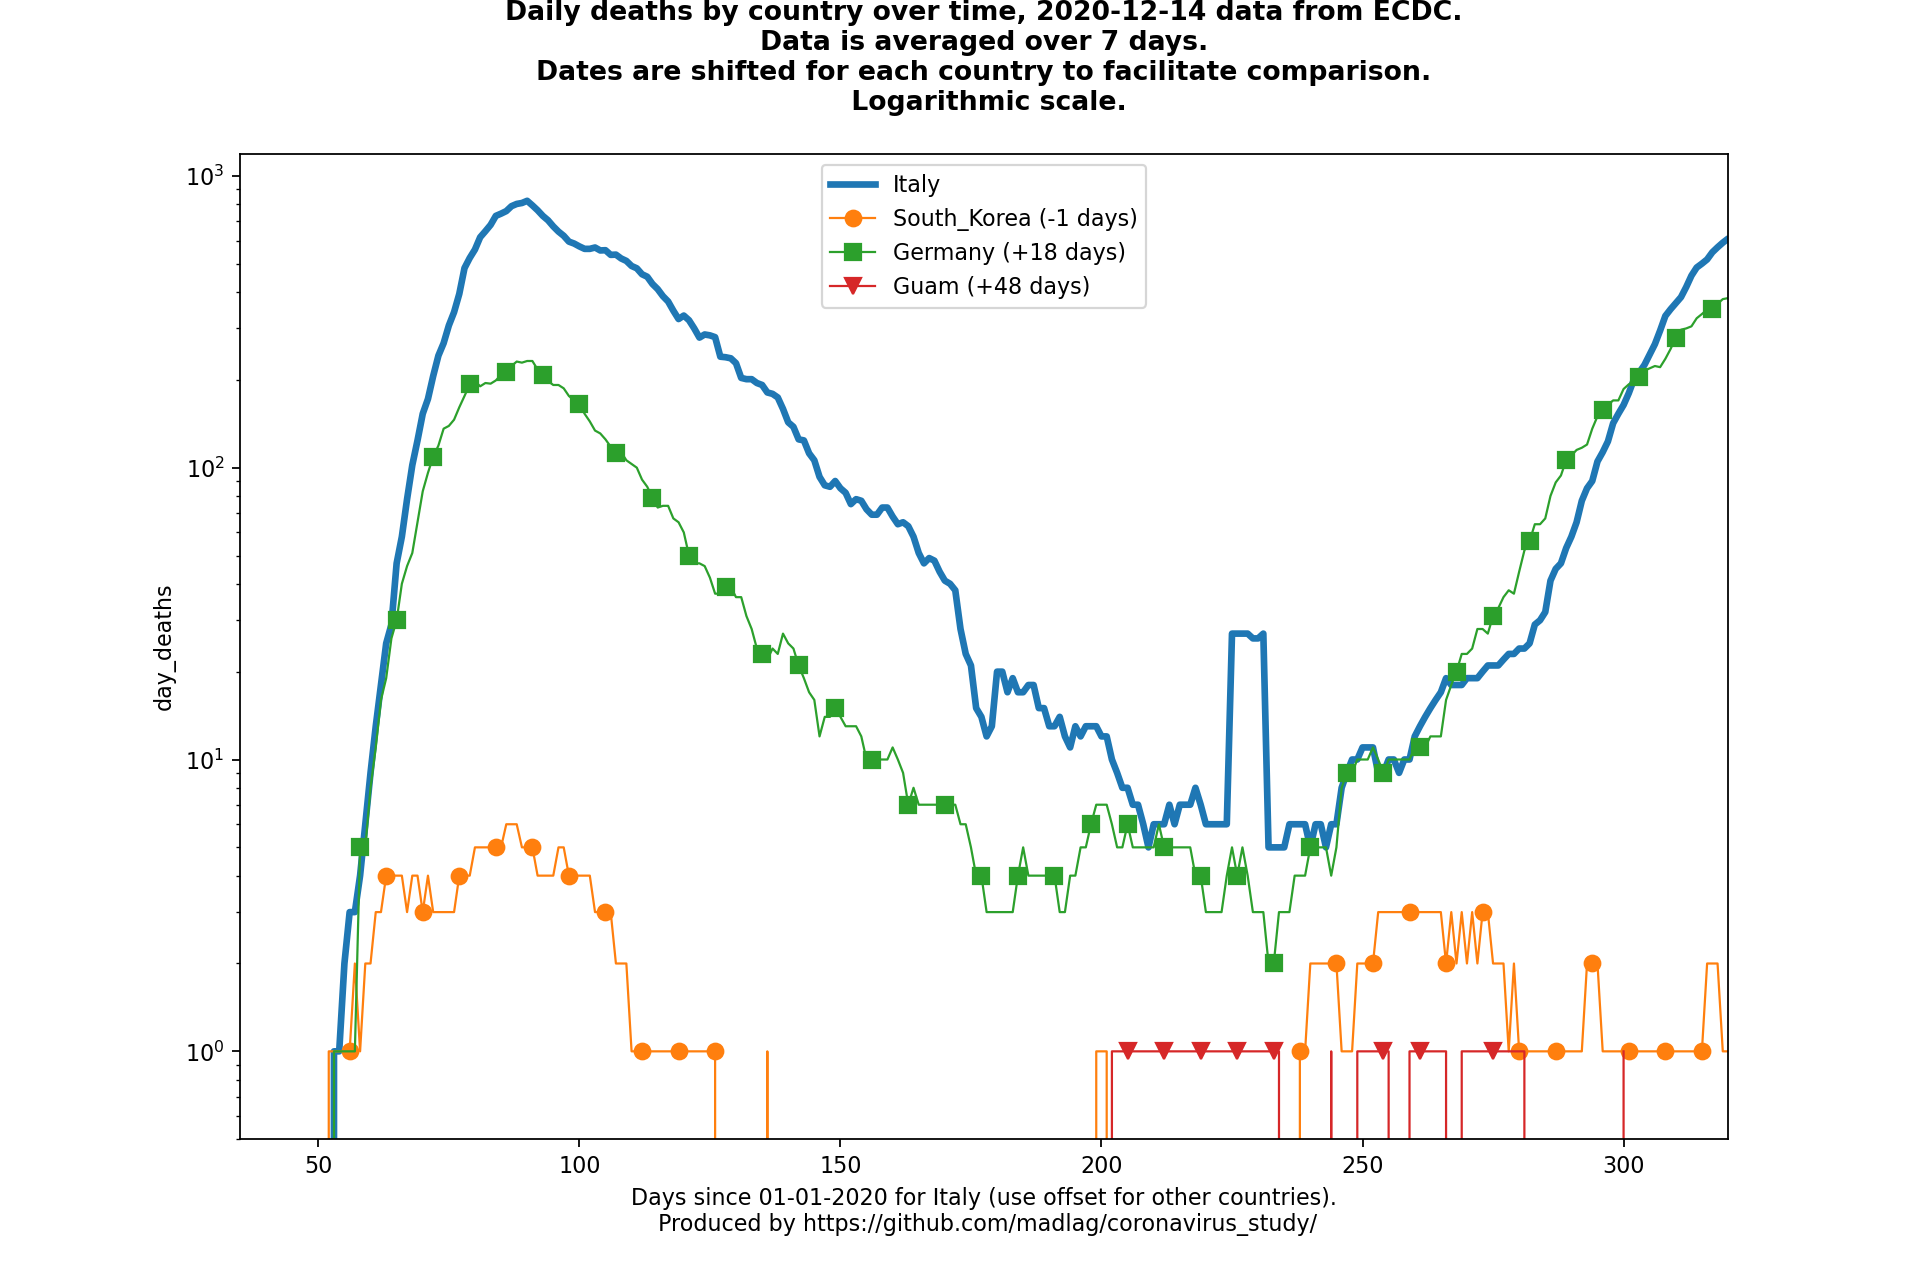 Daily deaths by country over time, 2020-12-14 data from ECDC.
Data is averaged over 7 days.
Dates are shifted for each country to facilitate comparison.
Logarithmic scale.
10³
Italy
South_Korea (-1 days)
Germany (+18 days)
Guam (+48 days)
10²
day_deaths
10¹
10⁰
50 100 150 200 250 300
Days since 01-01-2020 for Italy (use offset for other countries).
Produced by https://github.com/madlag/coronavirus_study/